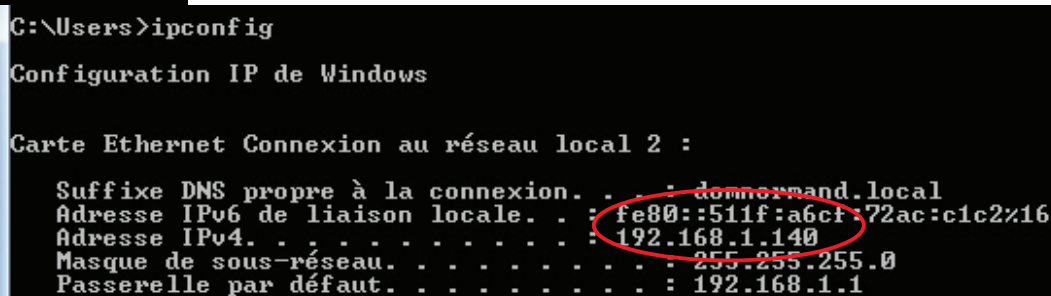 C:\Users>ipconfig
Configuration IP de Windows
Carte Ethernet Connexion au réseau local 2 :
Suffixe DNS propre à la connexion. . . : domnormand.local
Adresse IPv6 de liaison locale. . : fe80::511f:a6cf:72ac:c1c2%16
Adresse IPv4. . . . . . . . . . . : 192.168.1.140
Masque de sous-réseau. . . . . . . . . : 255.255.255.0
Passerelle par défaut. . . . . . . . . : 192.168.1.1